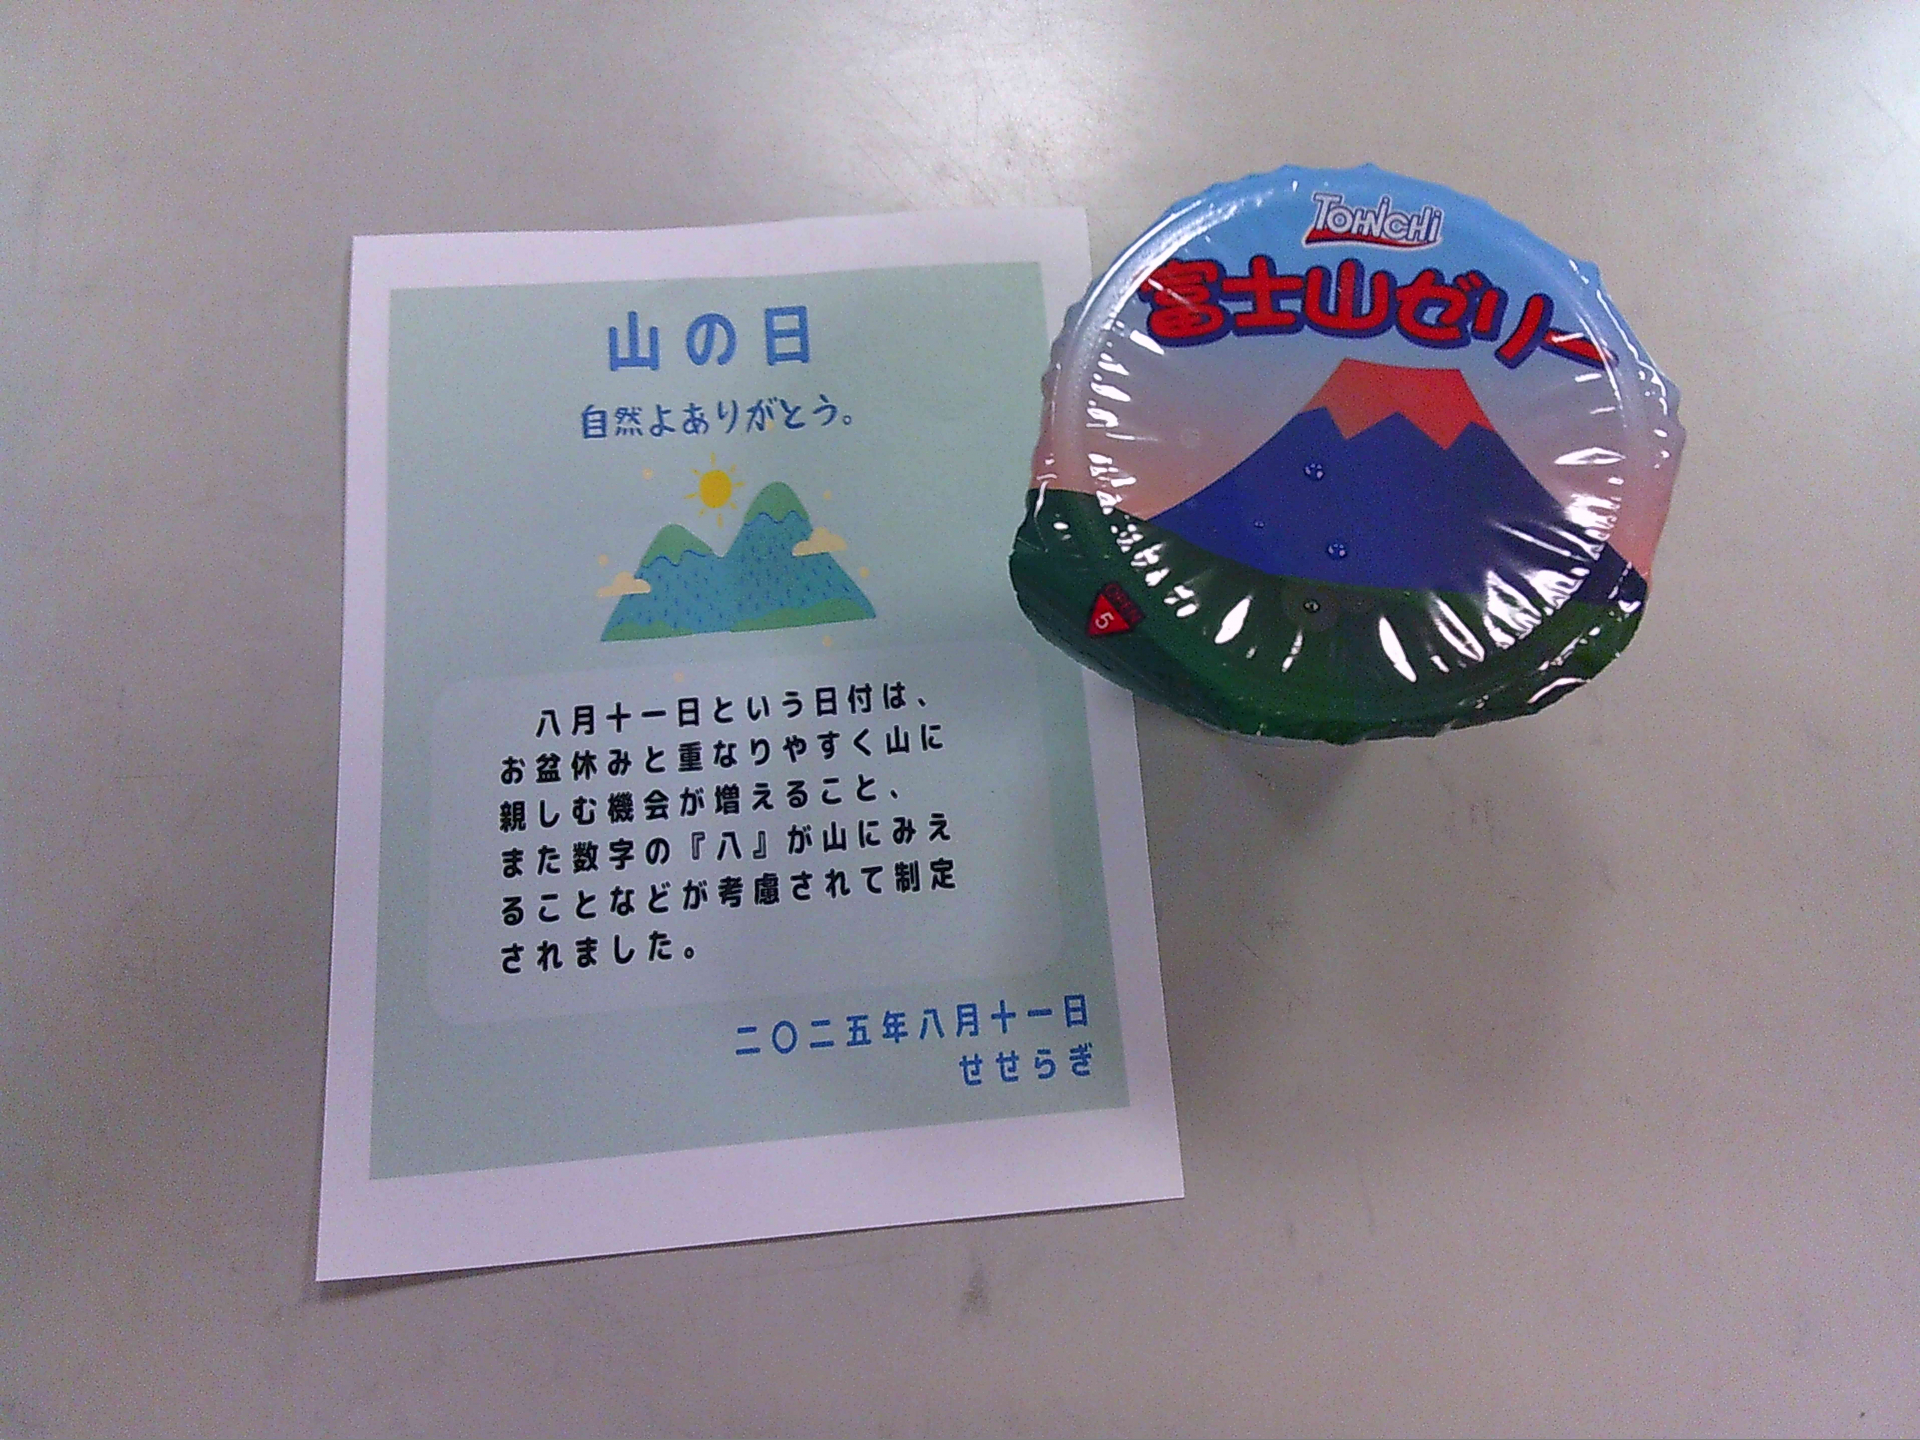 山の日
自然よありがとう。
八月十一日という日付は、
お盆休みと重なりやすく山に
親しむ機会が増えること、
また数字の『八』が山にみえ
ることなどが考慮されて制定
されました。
二〇二五年八月十一日
せせらぎ
TOHNICHI
富士山ゼリー
OPEN
5